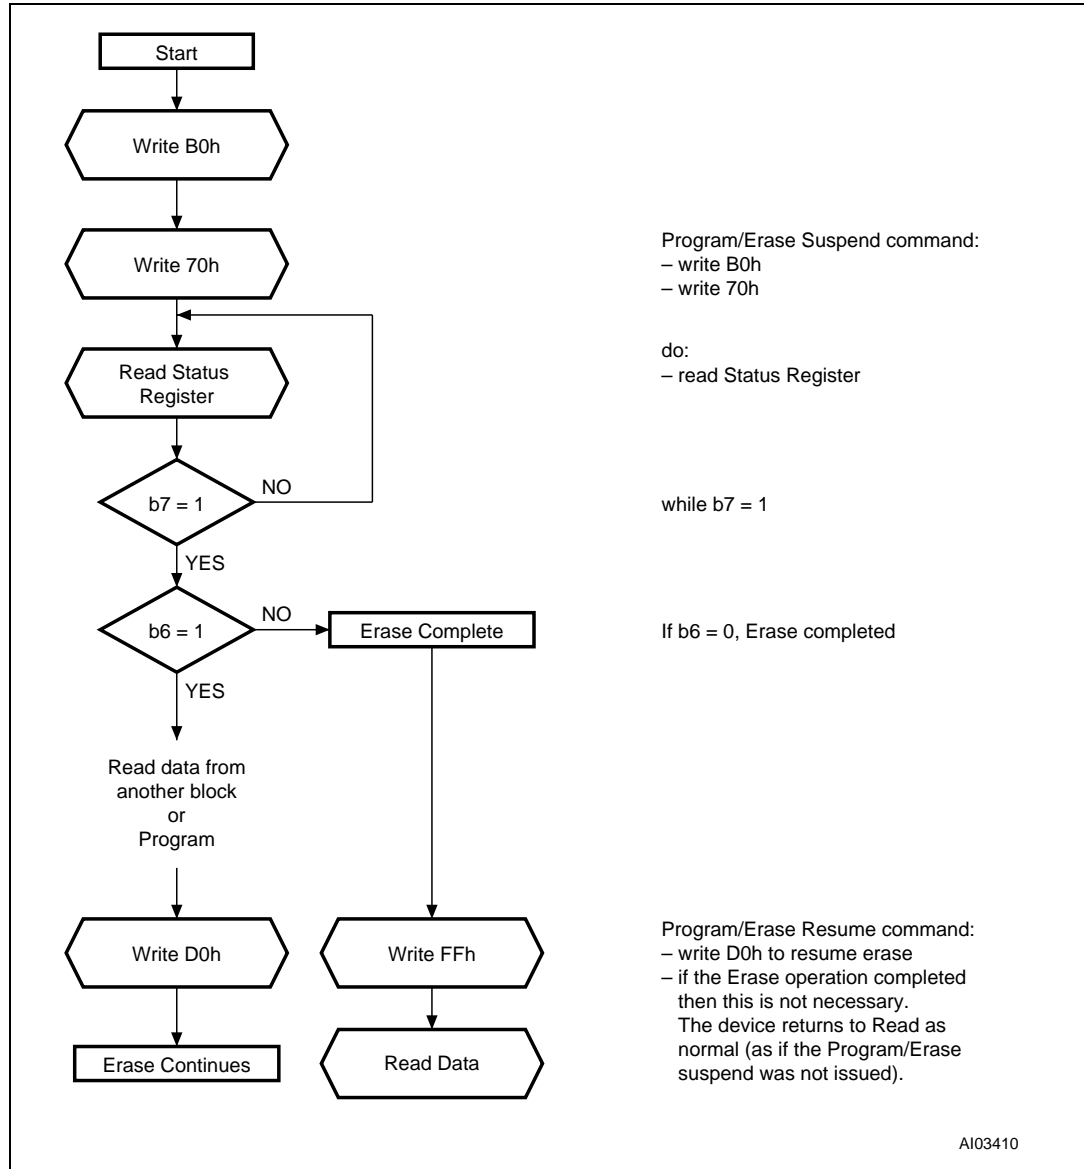 Start
Write B0h
Write 70h
Program/Erase Suspend command:
– write B0h
– write 70h
Read Status
Register
do:
– read Status Register
b7 = 1
NO
while b7 = 1
YES
b6 = 1
NO
Erase Complete
If b6 = 0, Erase completed
YES
Read data from
another block
or
Program
Write D0h
Write FFh
Program/Erase Resume command:
– write D0h to resume erase
– if the Erase operation completed
then this is not necessary.
The device returns to Read as
normal (as if the Program/Erase
suspend was not issued).
Erase Continues
Read Data
AI03410